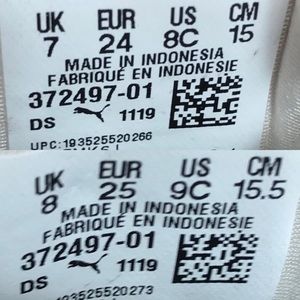 UK EUR US CM
7 24 8C 15
MADE IN INDONESIA
FABRIQUÉ EN INDONESIE
372497-01
DS 1119
UPC:193525520266
UK EUR US CM
8 25 9C 15.5
MADE IN INDONESIA
FABRIQUÉ EN INDONESIE
372497-01
DS 1119
193525520273